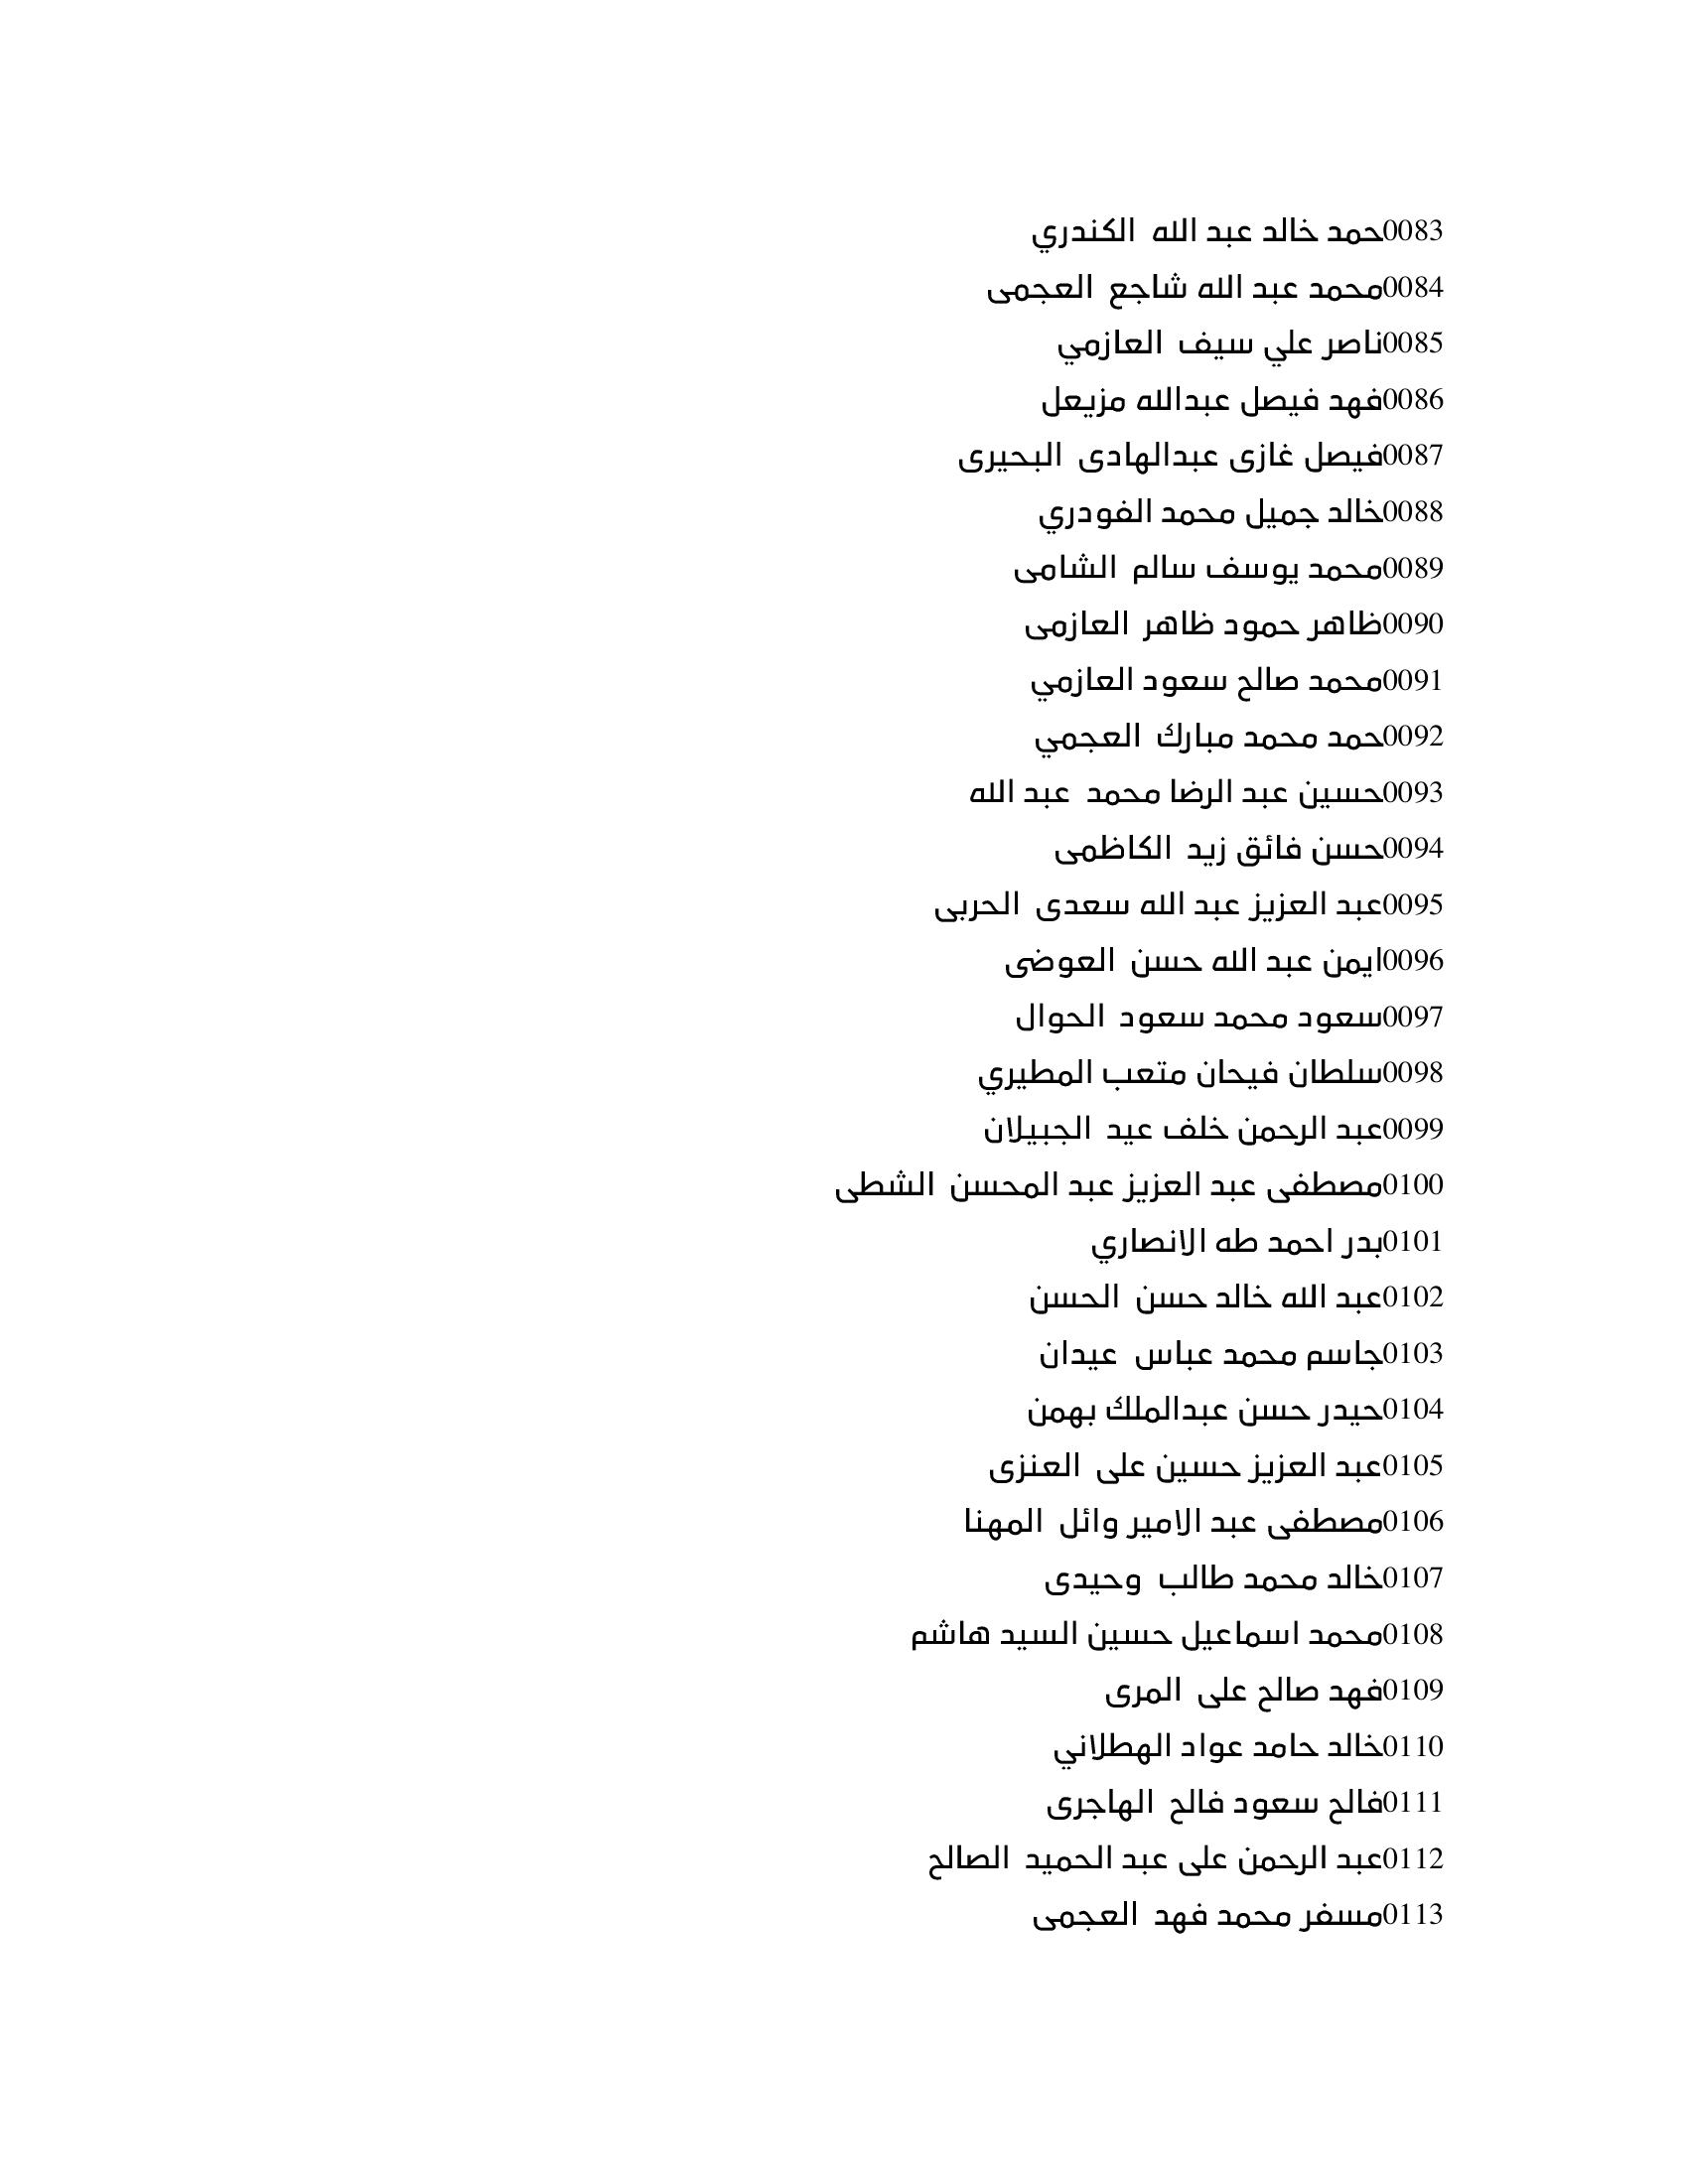 0083حمد خالد عبد الله الكندري
0084محمد عبد الله شاجع العجمى
0085ناصر علي سيف العازمي
0086فهد فيصل عبدالله مزيعل
0087فيصل غازى عبدالهادى البحيرى
0088خالد جميل محمد الفودري
0089محمد يوسف سالم الشامى
0090ظاهر حمود ظاهر العازمى
0091محمد صالح سعود العازمي
0092حمد محمد مبارك العجمي
0093حسين عبد الرضا محمد عبد الله
0094حسن فائق زيد الكاظمى
0095عبد العزيز عبد الله سعدى الحربى
0096ايمن عبد الله حسن العوضى
0097سعود محمد سعود الحوال
0098سلطان فيحان متعب المطيري
0099عبد الرحمن خلف عيد الجبيلان
0100مصطفى عبد العزيز عبد المحسن الشطى
0101بدر احمد طه الانصاري
0102عبد الله خالد حسن الحسن
0103جاسم محمد عباس عيدان
0104حيدر حسن عبدالملك بهمن
0105عبد العزيز حسين على العنزى
0106مصطفى عبد الامير وائل المهنا
0107خالد محمد طالب وحيدى
0108محمد اسماعيل حسين السيد هاشم
0109فهد صالح على المرى
0110خالد حامد عواد الهطلاني
0111فالح سعود فالح الهاجرى
0112عبد الرحمن على عبد الحميد الصالح
0113مسفر محمد فهد العجمى